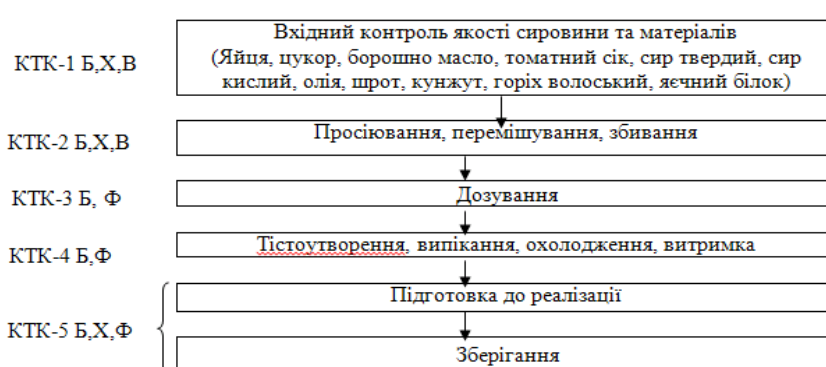 Вхідний контроль якості сировини та матеріалів
КТК-1 Б,Х,В
(Яйця, цукор, борошно масло, томатний сік, сир твердий, сир
кислий, олія, шрот, кунжут, горіх волоський, яєчний білок)
КТК-2 Б,Х,В
Просіювання, перемішування, збивання
КТК-3 Б, Ф
Дозування
КТК-4 Б,Ф
Тістоутворення, випікання, охолодження, витримка
Підготовка до реалізації
КТК-5 Б,Х,Ф
Зберігання